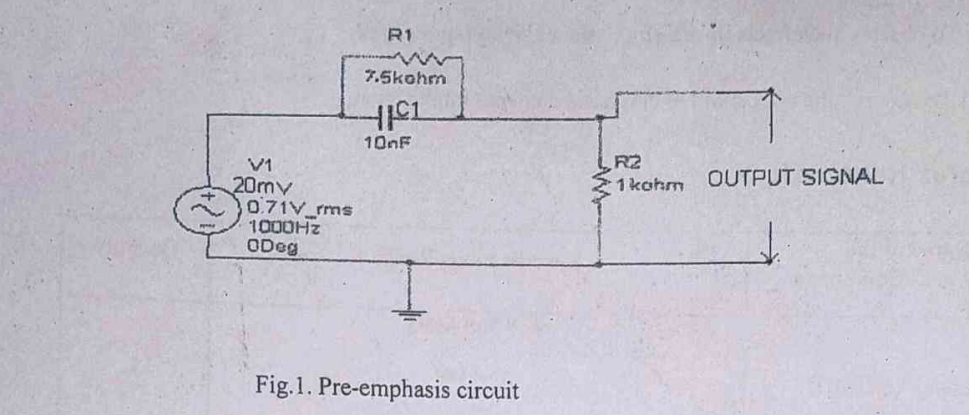 R1
7.5kohm
C1
10nF
V1
20mV
0.71V_rms
1000Hz
0Deg
R2
1kohm
OUTPUT SIGNAL
Fig.1. Pre-emphasis circuit